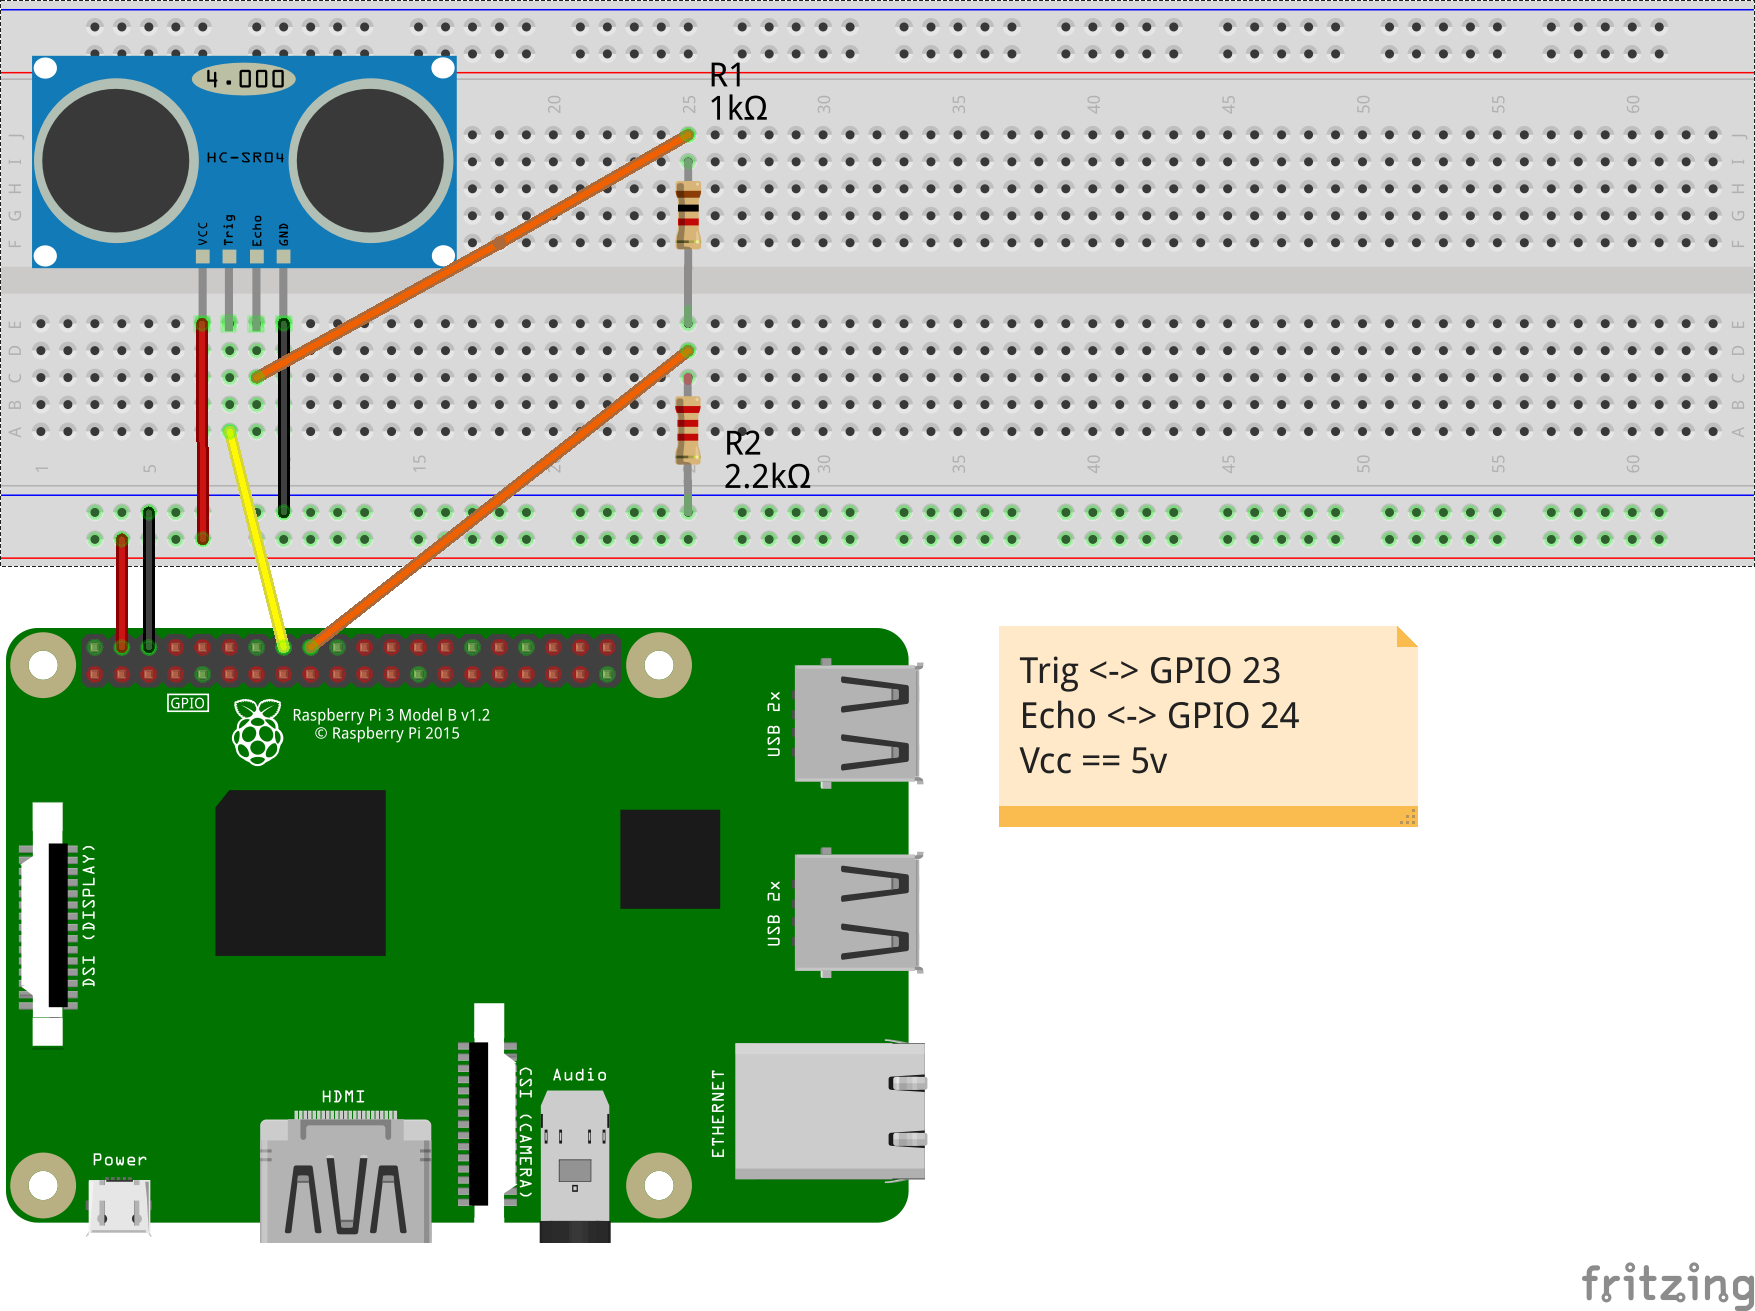 4.000
HC-SR04
VCC
Trig
Echo
GND
R1
1kΩ
20
25
30
35
40
45
50
55
60
J
I
H
G
F
J
I
H
G
F
E
D
C
B
A
E
D
C
B
A
R2
2.2kΩ
1
5
15
30
35
40
45
50
55
60
GPIO
Raspberry Pi 3 Model B v1.2
© Raspberry Pi 2015
USB 2x
USB 2x
DSI (DISPLAY)
HDMI
CSI (CAMERA)
Audio
ETHERNET
Power
Trig <-> GPIO 23
Echo <-> GPIO 24
Vcc == 5v
fritzing